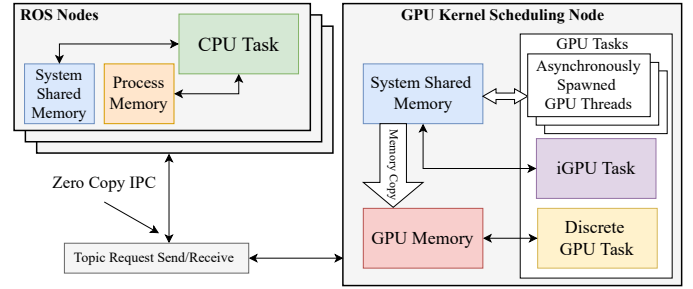 ROS Nodes
CPU Task
System
Shared
Memory
Process
Memory
Zero Copy IPC
Topic Request Send/Receive
GPU Kernel Scheduling Node
GPU Tasks
Asynchronously
Spawned
GPU Threads
System Shared
Memory
Memory Copy
iGPU Task
GPU Memory
Discrete
GPU Task